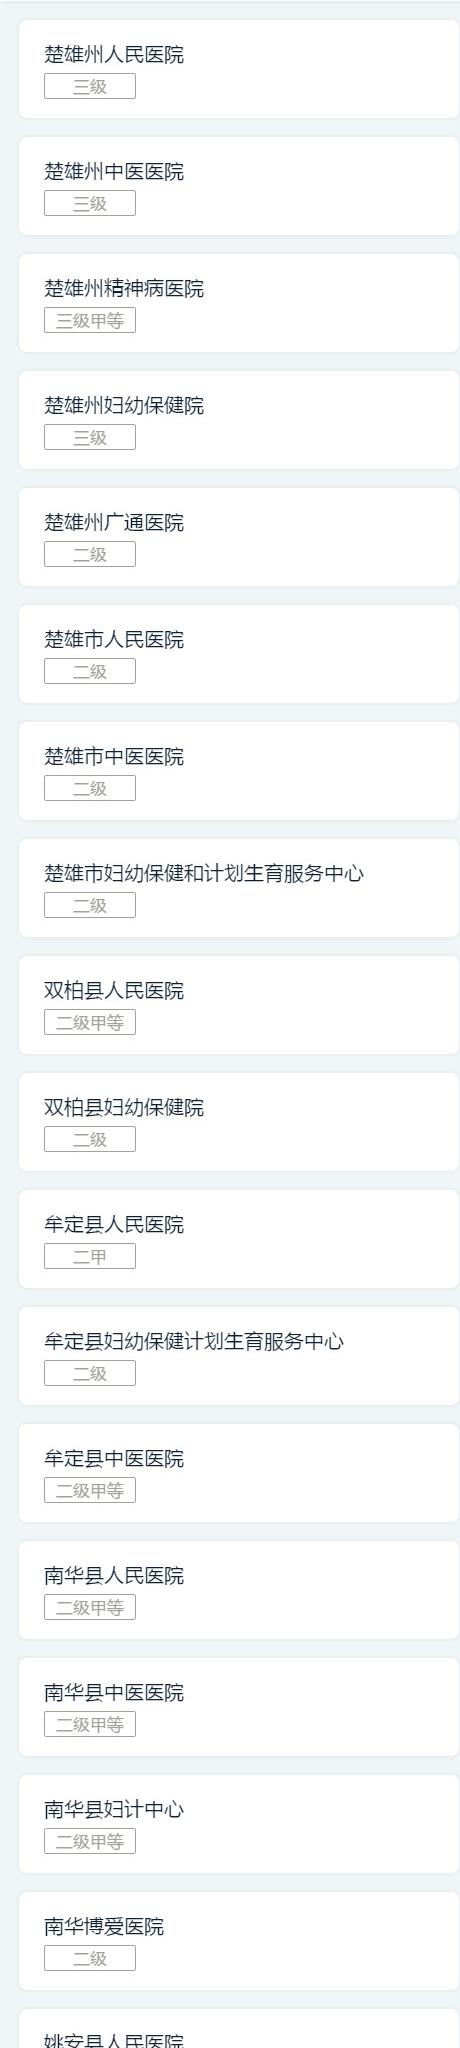 楚雄州人民医院
三级
楚雄州中医医院
三级
楚雄州精神病医院
三级甲等
楚雄州妇幼保健院
三级
楚雄州广通医院
二级
楚雄市人民医院
二级
楚雄市中医医院
二级
楚雄市妇幼保健和计划生育服务中心
二级
双柏县人民医院
二级甲等
双柏县妇幼保健院
二级
牟定县人民医院
二甲
牟定县妇幼保健计划生育服务中心
二级
牟定县中医医院
二级甲等
南华县人民医院
二级甲等
南华县中医医院
二级甲等
南华县妇计中心
二级甲等
南华博爱医院
二级
姚安县人民医院